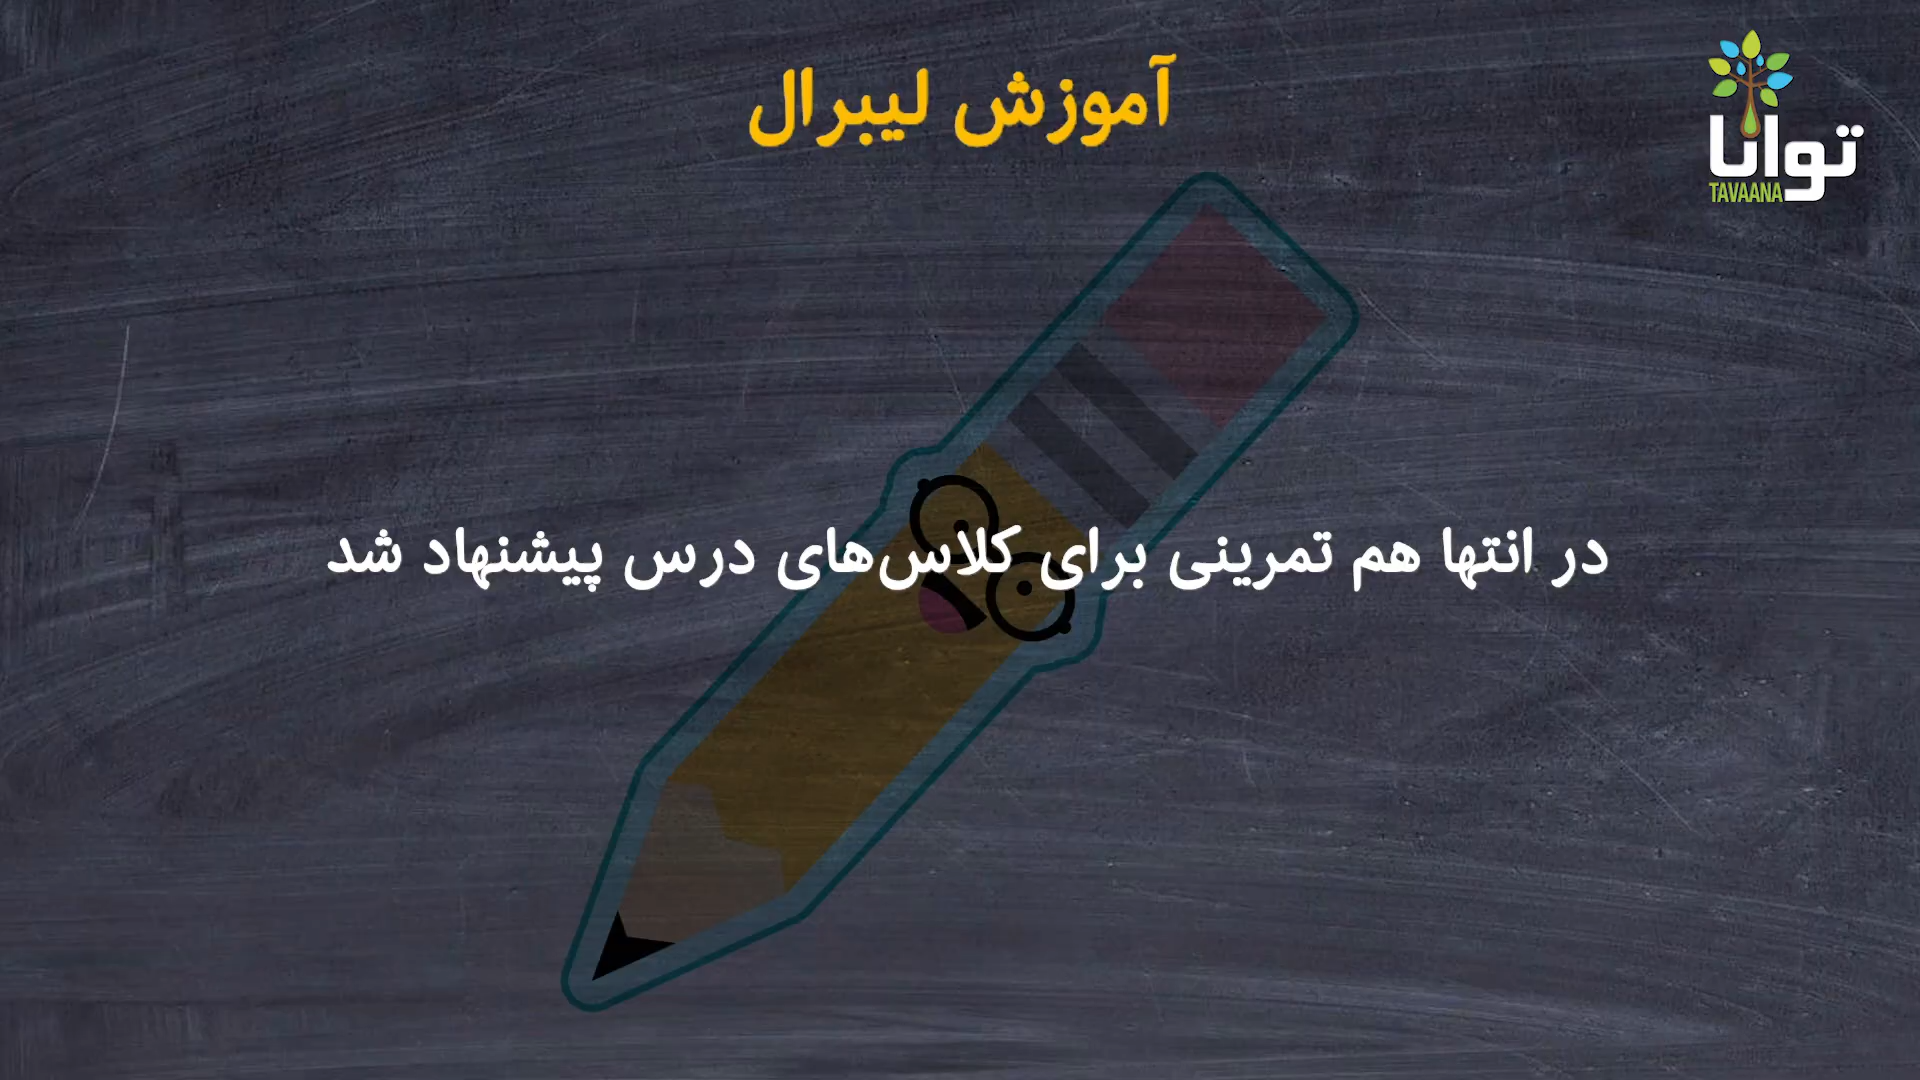 آموزش لیبرال
توانا
TAVAANA
در انتها هم تمرینی برای کلاس‌های درس پیشنهاد شد